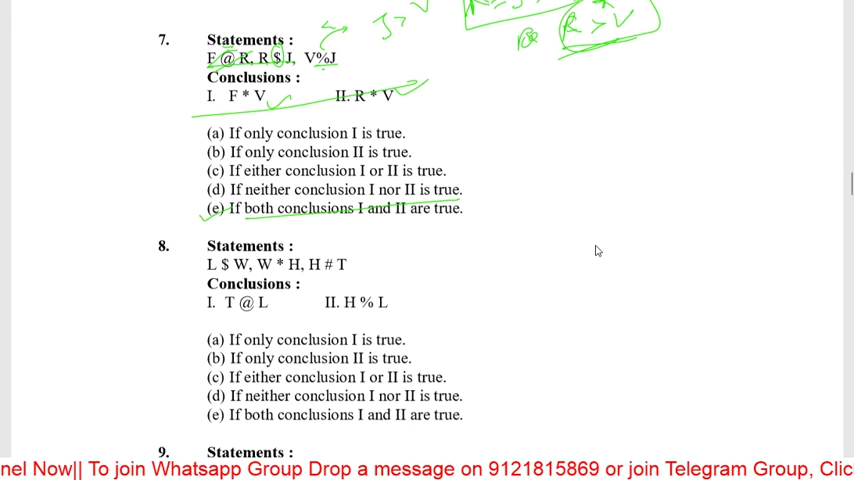 J > V
R > V
7. Statements :
F @ R, R $ J, V%J
Conclusions :
I. F * V II. R * V
(a) If only conclusion I is true.
(b) If only conclusion II is true.
(c) If either conclusion I or II is true.
(d) If neither conclusion I nor II is true.
(e) If both conclusions I and II are true.
8. Statements :
L $ W, W * H, H # T
Conclusions :
I. T @ L II. H % L
(a) If only conclusion I is true.
(b) If only conclusion II is true.
(c) If either conclusion I or II is true.
(d) If neither conclusion I nor II is true.
(e) If both conclusions I and II are true.
9. Statements :
nel Now|| To join Whatsapp Group Drop a message on 9121815869 or join Telegram Group, Clic